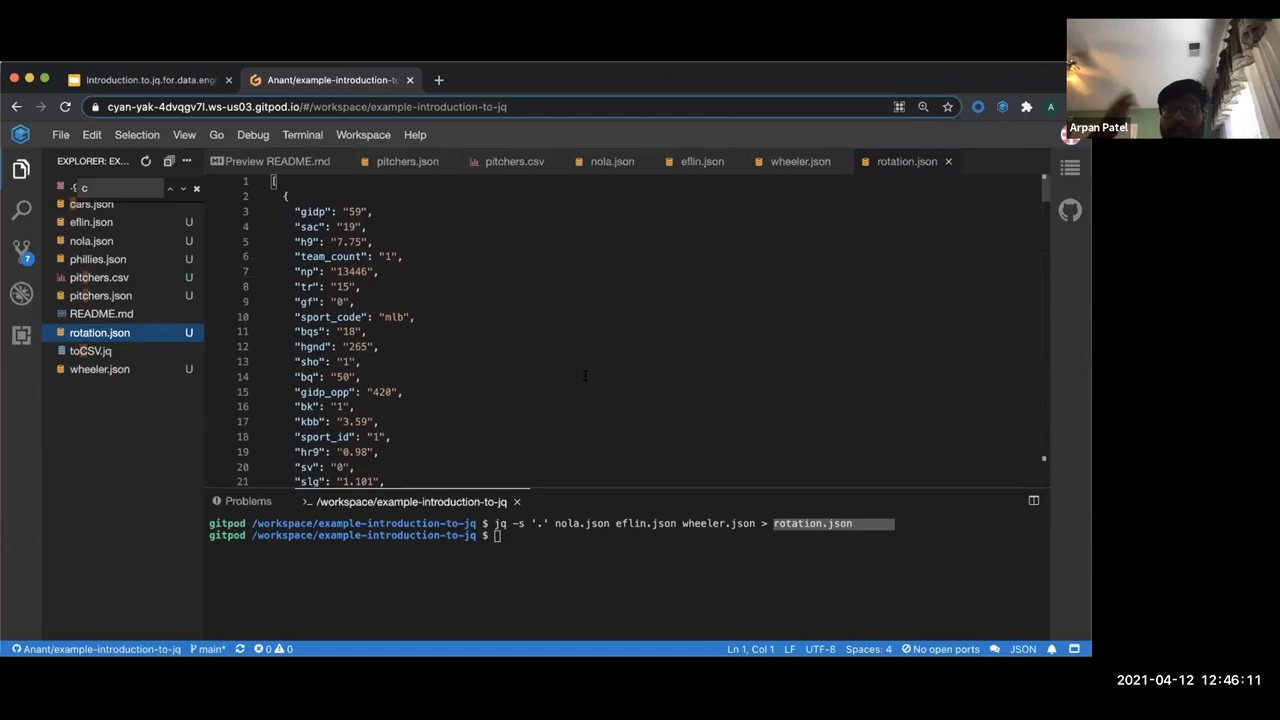 Introduction.to.jq.for.data.eng
Anant/example-introduction-to-
cyan-yak-4dvqgv7l.ws-us03.gitpod.io/#/workspace/example-introduction-to-jq
A
Arpan Patel
File Edit Selection View Go Debug Terminal Workspace Help
EXPLORER: EX...
Preview README.md pitchers.json pitchers.csv nola.json eflin.json wheeler.json rotation.json
.g
c
cars.json
eflin.json U
nola.json U
phillies.json U
pitchers.csv U
pitchers.json U
README.md
rotation.json U
toCSV.jq
wheeler.json U
7
1 [
2 {
3 "gidp": "59",
4 "sac": "19",
5 "h9": "7.75",
6 "team_count": "1",
7 "np": "13446",
8 "tr": "15",
9 "gf": "0",
10 "sport_code": "mlb",
11 "bqs": "18",
12 "hgnd": "265",
13 "sho": "1",
14 "bq": "50",
15 "gidp_opp": "420",
16 "bk": "1",
17 "kbb": "3.59",
18 "sport_id": "1",
19 "hr9": "0.98",
20 "sv": "0",
21 "slg": "1.101",
Problems >_ /workspace/example-introduction-to-jq
gitpod /workspace/example-introduction-to-jq $ jq -s '.' nola.json eflin.json wheeler.json > rotation.json
gitpod /workspace/example-introduction-to-jq $
Anant/example-introduction-to-jq main* 0 0 Ln 1, Col 1 LF UTF-8 Spaces: 4 No open ports JSON
2021-04-12 12:46:11